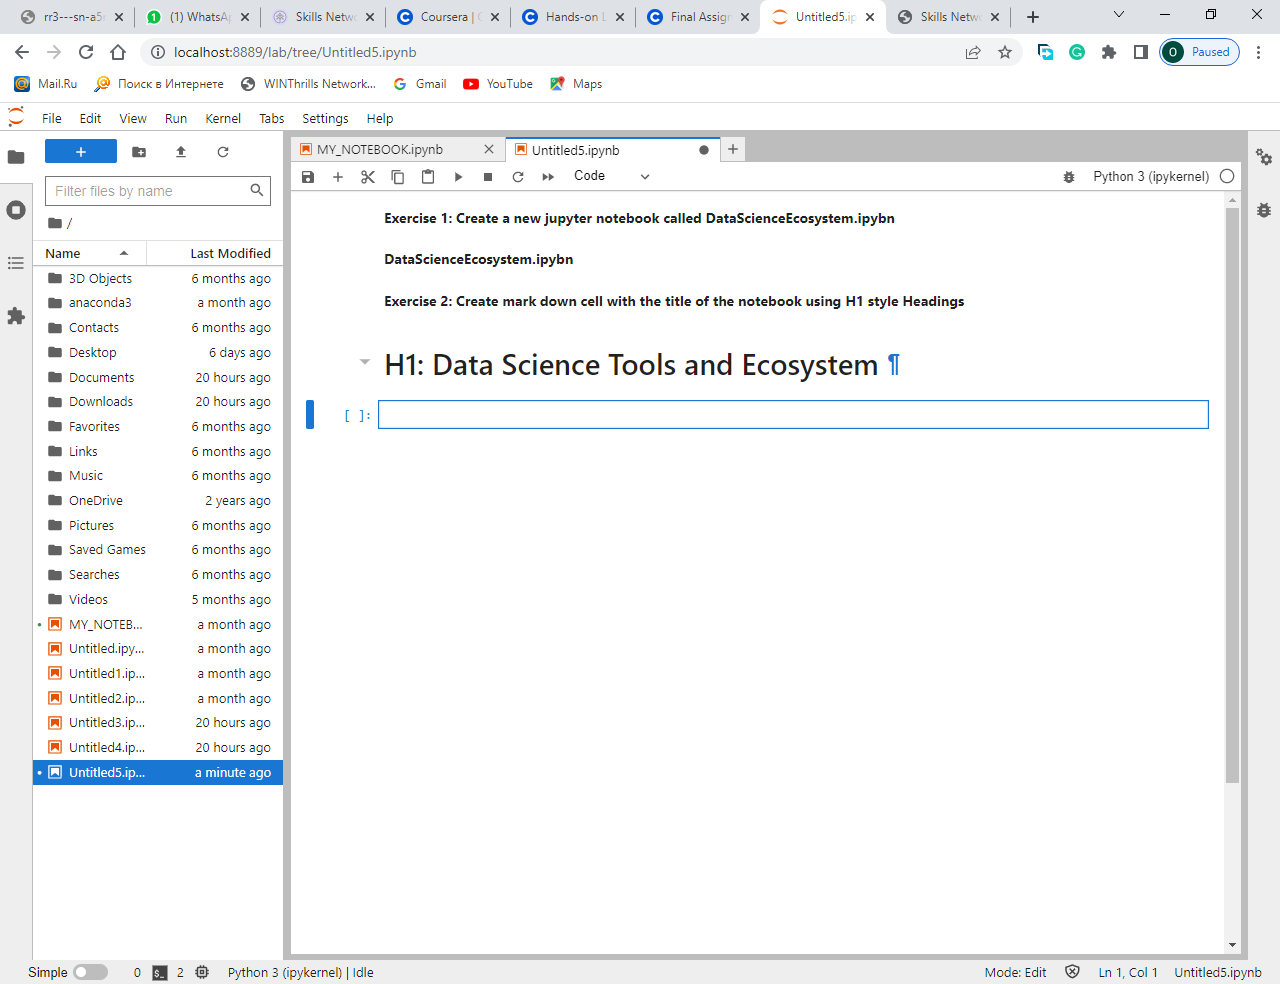 rr3---sn-a5
(1) WhatsAp
Skills Netwo
Coursera |
Hands-on L
Final Assign
Untitled5.ip
Skills Netwo
localhost:8889/lab/tree/Untitled5.ipynb
O Paused
Mail.Ru
Поиск в Интернете
WINThrills Network...
Gmail
YouTube
Maps
File Edit View Run Kernel Tabs Settings Help
MY_NOTEBOOK.ipynb
Untitled5.ipynb
Code
Python 3 (ipykernel)
Filter files by name
/
Name Last Modified
3D Objects 6 months ago
anaconda3 a month ago
Contacts 6 months ago
Desktop 6 days ago
Documents 20 hours ago
Downloads 20 hours ago
Favorites 6 months ago
Links 6 months ago
Music 6 months ago
OneDrive 2 years ago
Pictures 6 months ago
Saved Games 6 months ago
Searches 6 months ago
Videos 5 months ago
MY_NOTEB... a month ago
Untitled.ipy... a month ago
Untitled1.ip... a month ago
Untitled2.ip... a month ago
Untitled3.ip... 20 hours ago
Untitled4.ip... 20 hours ago
Untitled5.ip... a minute ago
Exercise 1: Create a new jupyter notebook called DataScienceEcosystem.ipybn
DataScienceEcosystem.ipybn
Exercise 2: Create mark down cell with the title of the notebook using H1 style Headings
H1: Data Science Tools and Ecosystem ¶
[ ]:
Simple 0 $_ 2 Python 3 (ipykernel) | Idle
Mode: Edit Ln 1, Col 1 Untitled5.ipynb